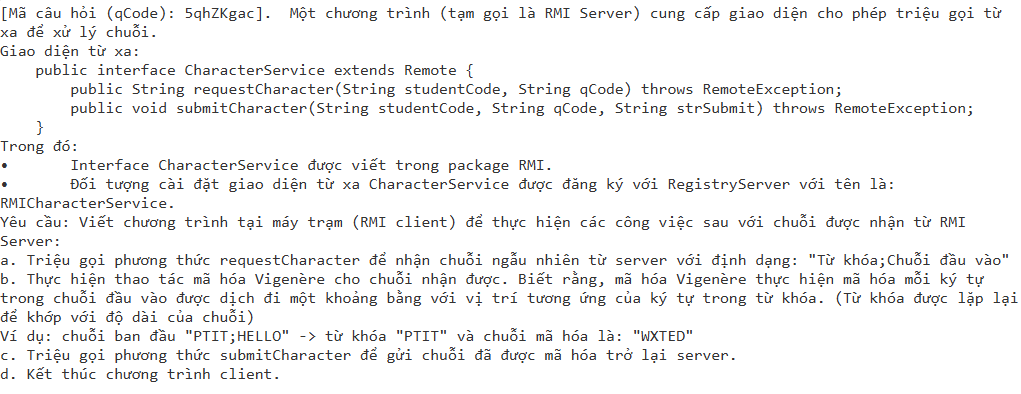 [Mã câu hỏi (qCode): 5qhZKgac].  Một chương trình (tạm gọi là RMI Server) cung cấp giao diện cho phép triệu gọi từ
xa để xử lý chuỗi.
Giao diện từ xa:
    public interface CharacterService extends Remote {
        public String requestCharacter(String studentCode, String qCode) throws RemoteException;
        public void submitCharacter(String studentCode, String qCode, String strSubmit) throws RemoteException;
    }
Trong đó:
•       Interface CharacterService được viết trong package RMI.
•       Đối tượng cài đặt giao diện từ xa CharacterService được đăng ký với RegistryServer với tên là:
RMICharacterService.
Yêu cầu: Viết chương trình tại máy trạm (RMI client) để thực hiện các công việc sau với chuỗi được nhận từ RMI
Server:
a. Triệu gọi phương thức requestCharacter để nhận chuỗi ngẫu nhiên từ server với định dạng: "Từ khóa;Chuỗi đầu vào"
b. Thực hiện thao tác mã hóa Vigenère cho chuỗi nhận được. Biết rằng, mã hóa Vigenère thực hiện mã hóa mỗi ký tự
trong chuỗi đầu vào được dịch đi một khoảng bằng với vị trí tương ứng của ký tự trong từ khóa. (Từ khóa được lặp lại
để khớp với độ dài của chuỗi)
Ví dụ: chuỗi ban đầu "PTIT;HELLO" -> từ khóa "PTIT" và chuỗi mã hóa là: "WXTED"
c. Triệu gọi phương thức submitCharacter để gửi chuỗi đã được mã hóa trở lại server.
d. Kết thúc chương trình client.